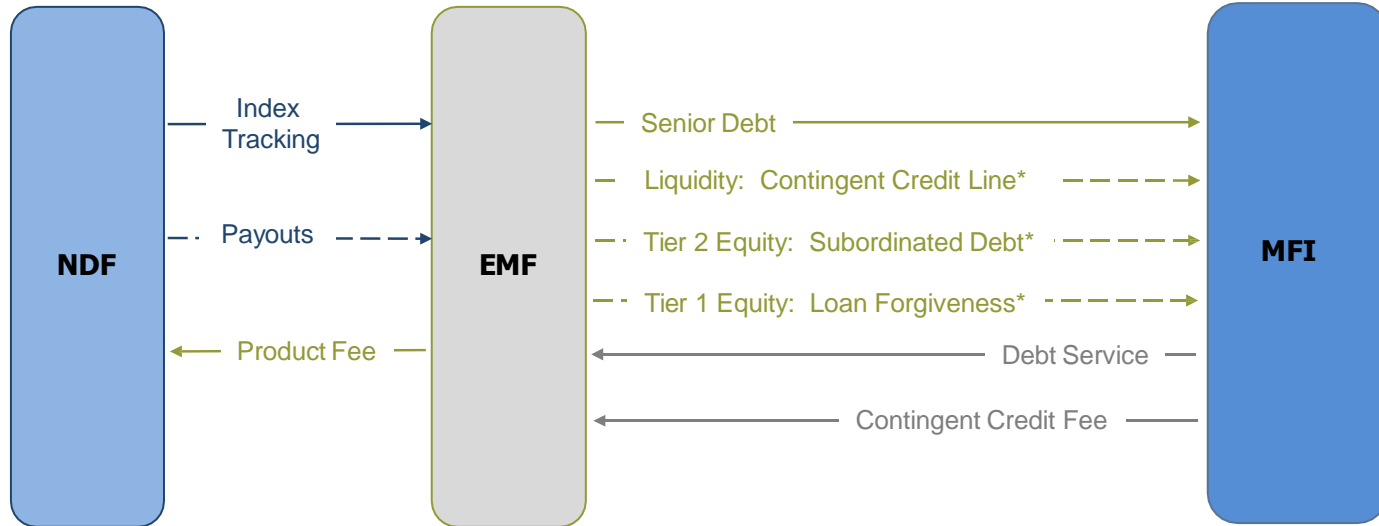 Index
Tracking
Senior Debt
Liquidity: Contingent Credit Line*
Payouts
Tier 2 Equity: Subordinated Debt*
NDF
EMF
MFI
Tier 1 Equity: Loan Forgiveness*
Product Fee
Debt Service
Contingent Credit Fee